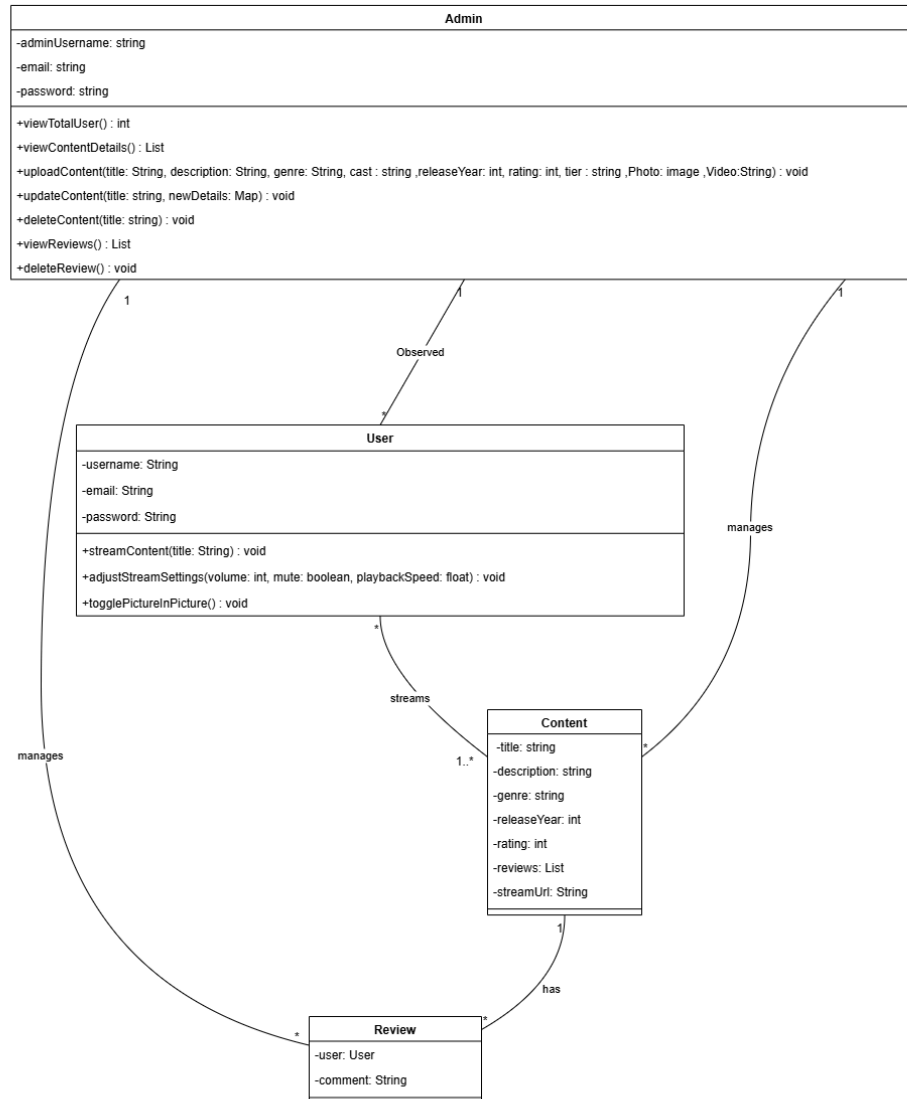 Admin
-adminUsername: string
-email: string
-password: string
+viewTotalUser() : int
+viewContentDetails() : List
+uploadContent(title: String, description: String, genre: String, cast : string ,releaseYear: int, rating: int, tier : string ,Photo: image ,Video:String) : void
+updateContent(title: string, newDetails: Map) : void
+deleteContent(title: string) : void
+viewReviews() : List
+deleteReview() : void
1
1
1
Observed
*
User
-username: String
-email: String
-password: String
+streamContent(title: String) : void
+adjustStreamSettings(volume: int, mute: boolean, playbackSpeed: float) : void
+togglePictureInPicture() : void
manages
*
streams
1..*
manages
*
Content
-title: string
-description: string
-genre: string
-releaseYear: int
-rating: int
-reviews: List
-streamUrl: String
1
has
*
*
Review
-user: User
-comment: String